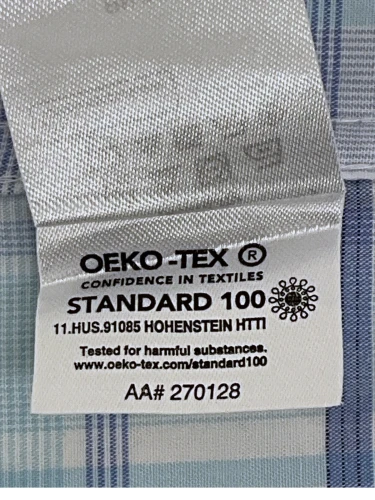 OEKO-TEX ®
CONFIDENCE IN TEXTILES
STANDARD 100
11.HUS.91085 HOHENSTEIN HTTI
Tested for harmful substances.
www.oeko-tex.com/standard100
AA# 270128